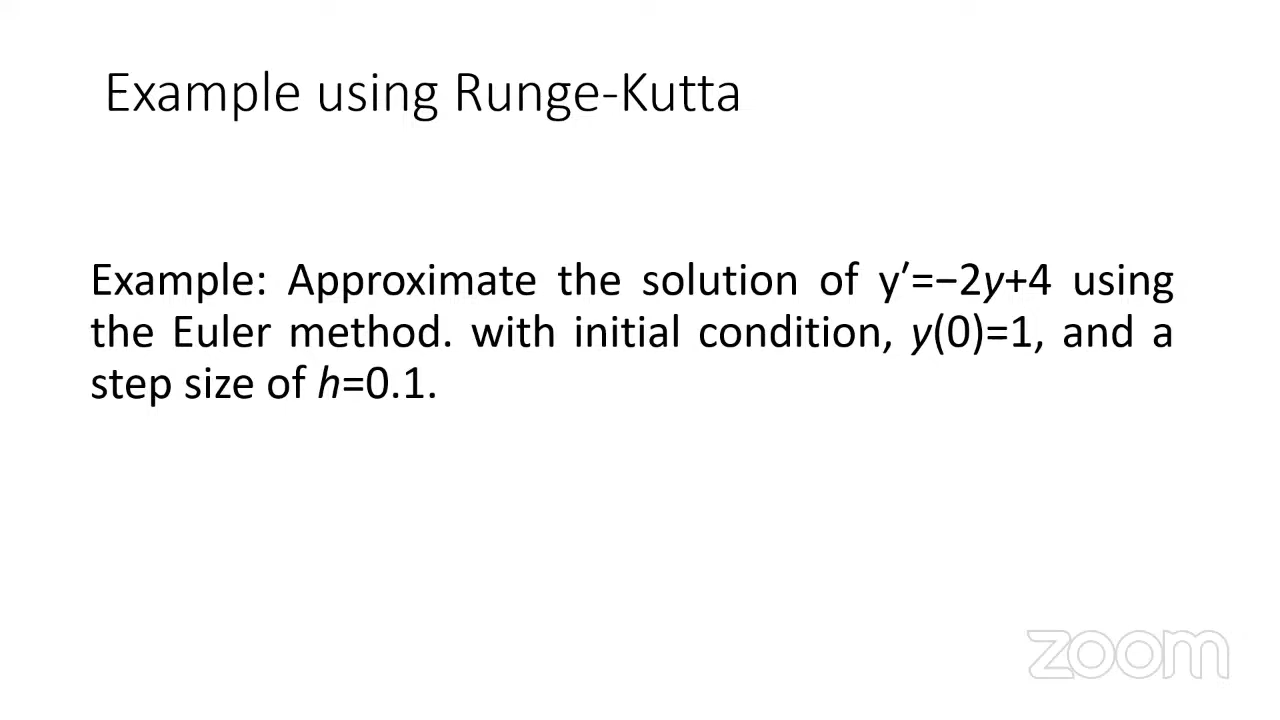 Example using Runge-Kutta
Example: Approximate the solution of y′=−2y+4 using
the Euler method. with initial condition, y(0)=1, and a
step size of h=0.1.
zoom